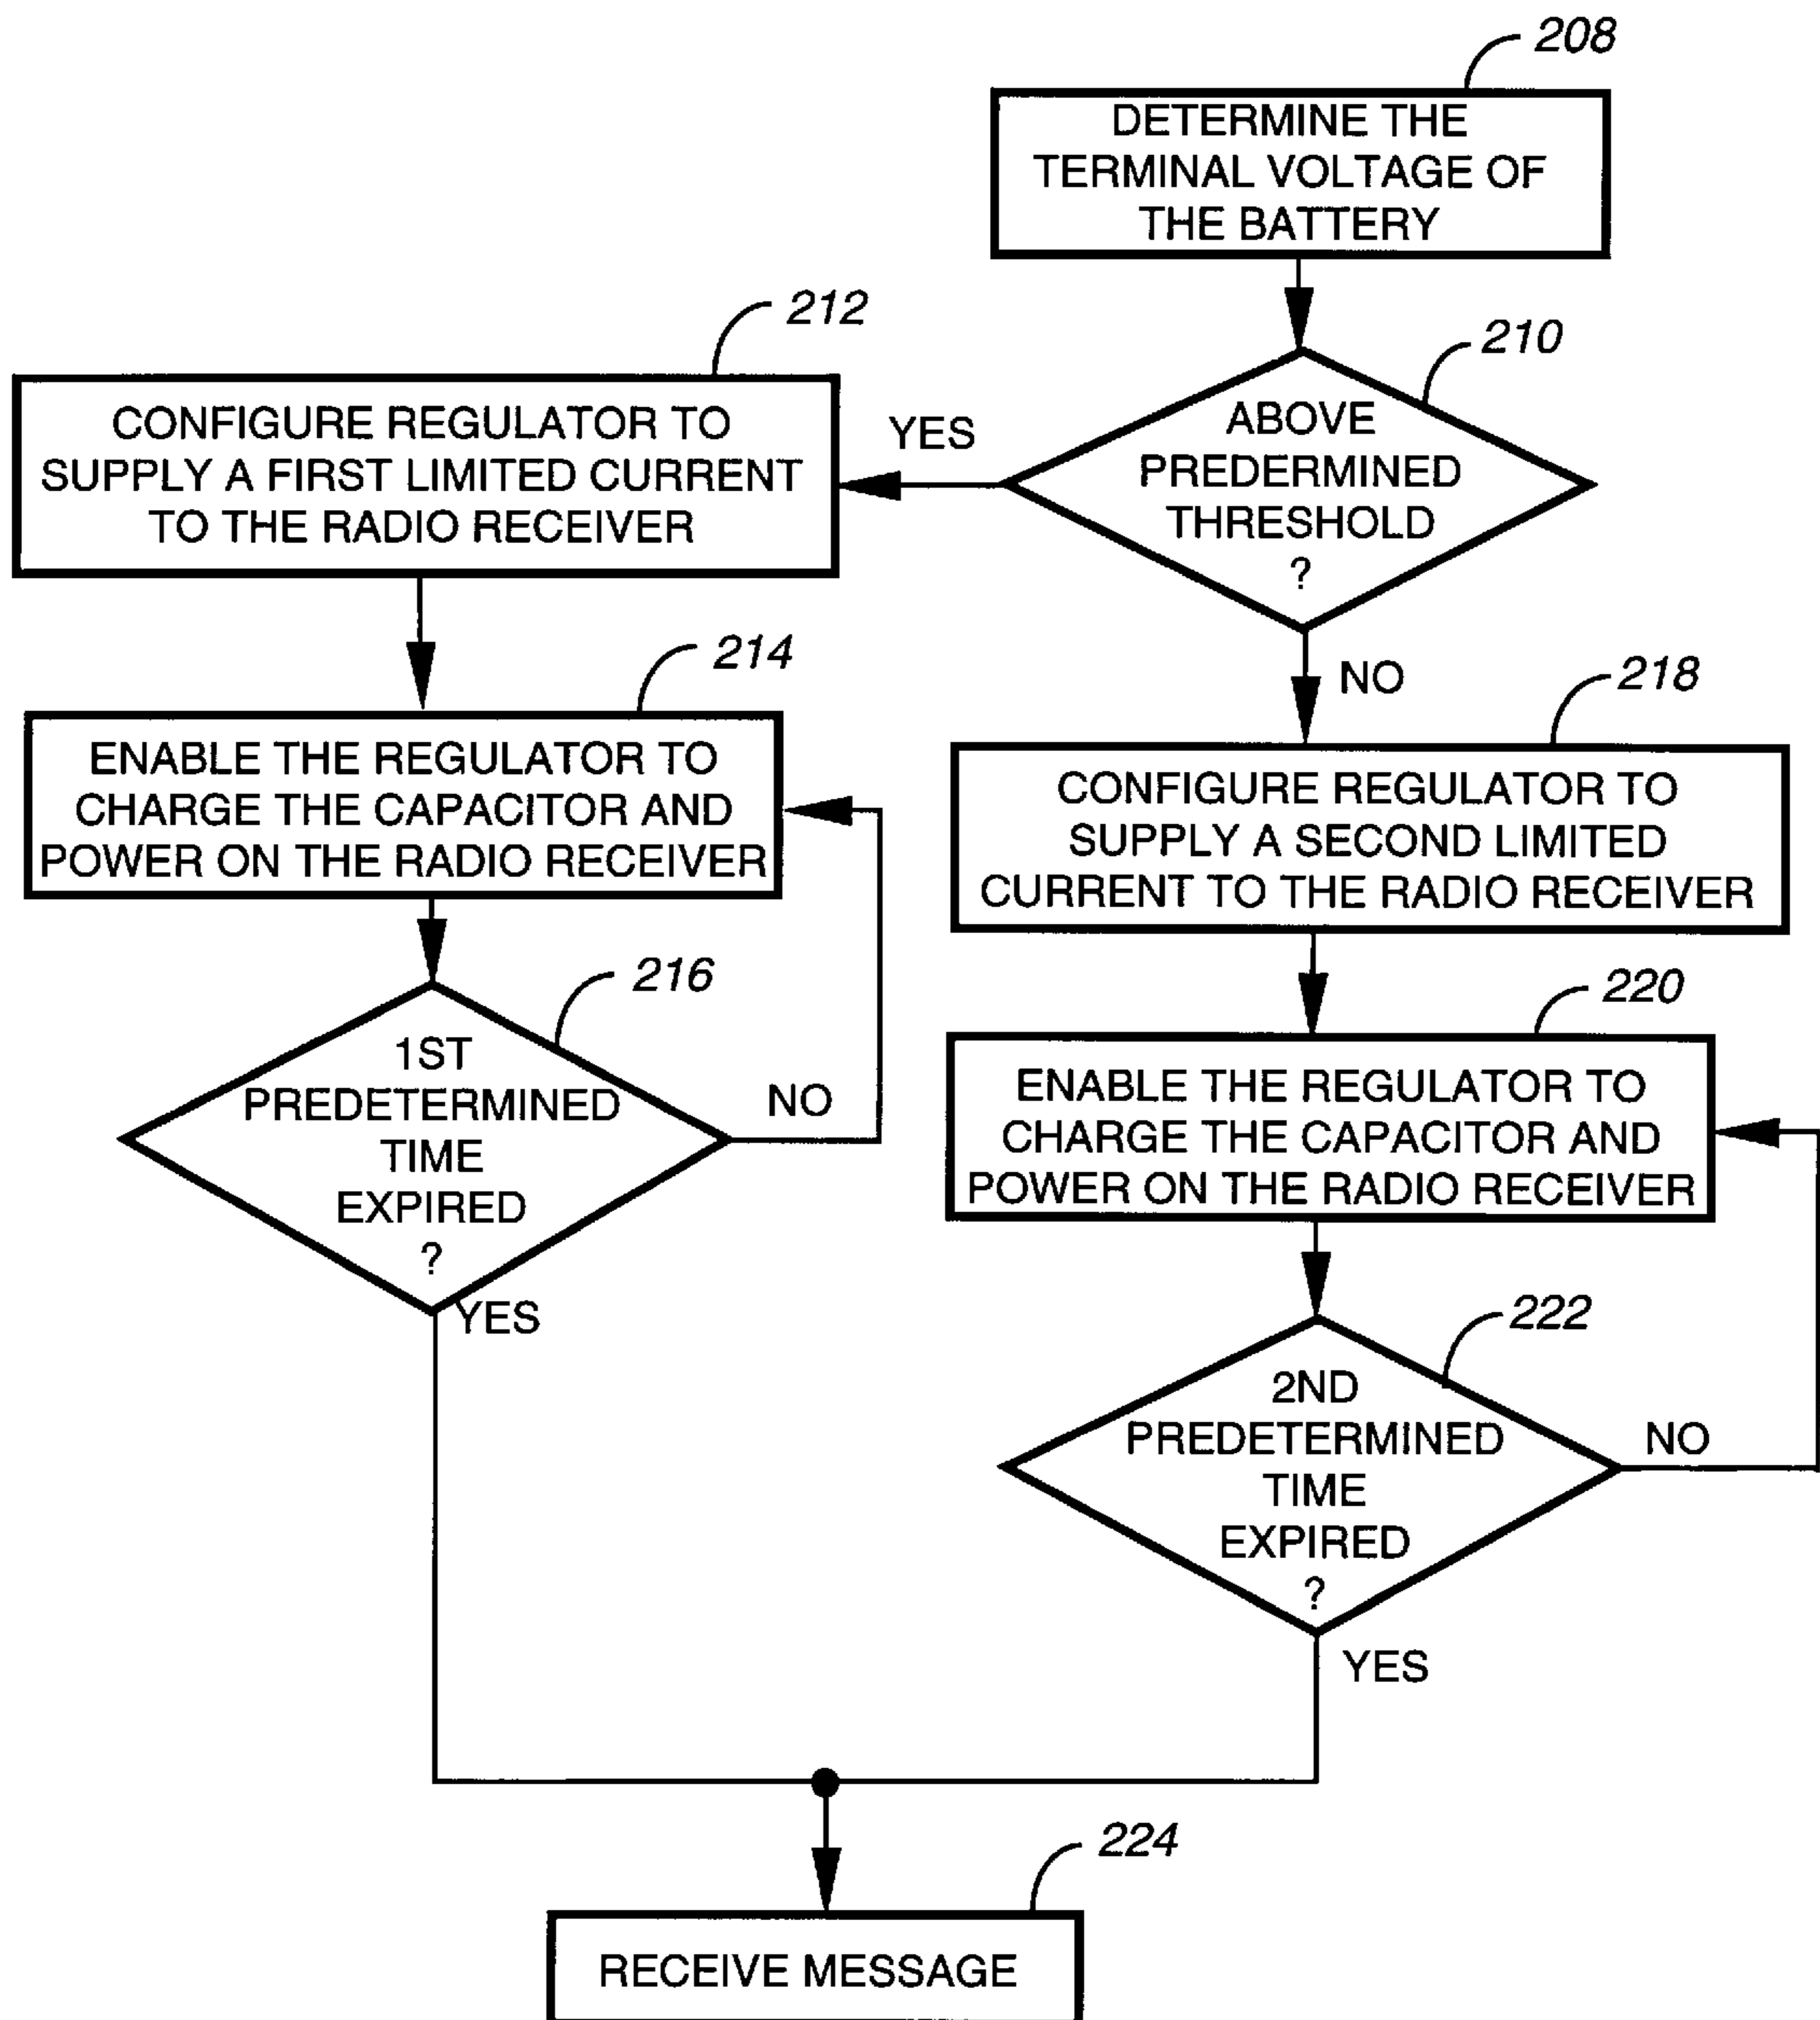 208
DETERMINE THE
TERMINAL VOLTAGE OF
THE BATTERY
210
ABOVE
PREDERMINED
THRESHOLD
?
YES
NO
212
CONFIGURE REGULATOR TO
SUPPLY A FIRST LIMITED CURRENT
TO THE RADIO RECEIVER
214
ENABLE THE REGULATOR TO
CHARGE THE CAPACITOR AND
POWER ON THE RADIO RECEIVER
216
1ST
PREDETERMINED
TIME
EXPIRED
?
NO
YES
218
CONFIGURE REGULATOR TO
SUPPLY A SECOND LIMITED
CURRENT TO THE RADIO RECEIVER
220
ENABLE THE REGULATOR TO
CHARGE THE CAPACITOR AND
POWER ON THE RADIO RECEIVER
222
2ND
PREDETERMINED
TIME
EXPIRED
?
NO
YES
224
RECEIVE MESSAGE